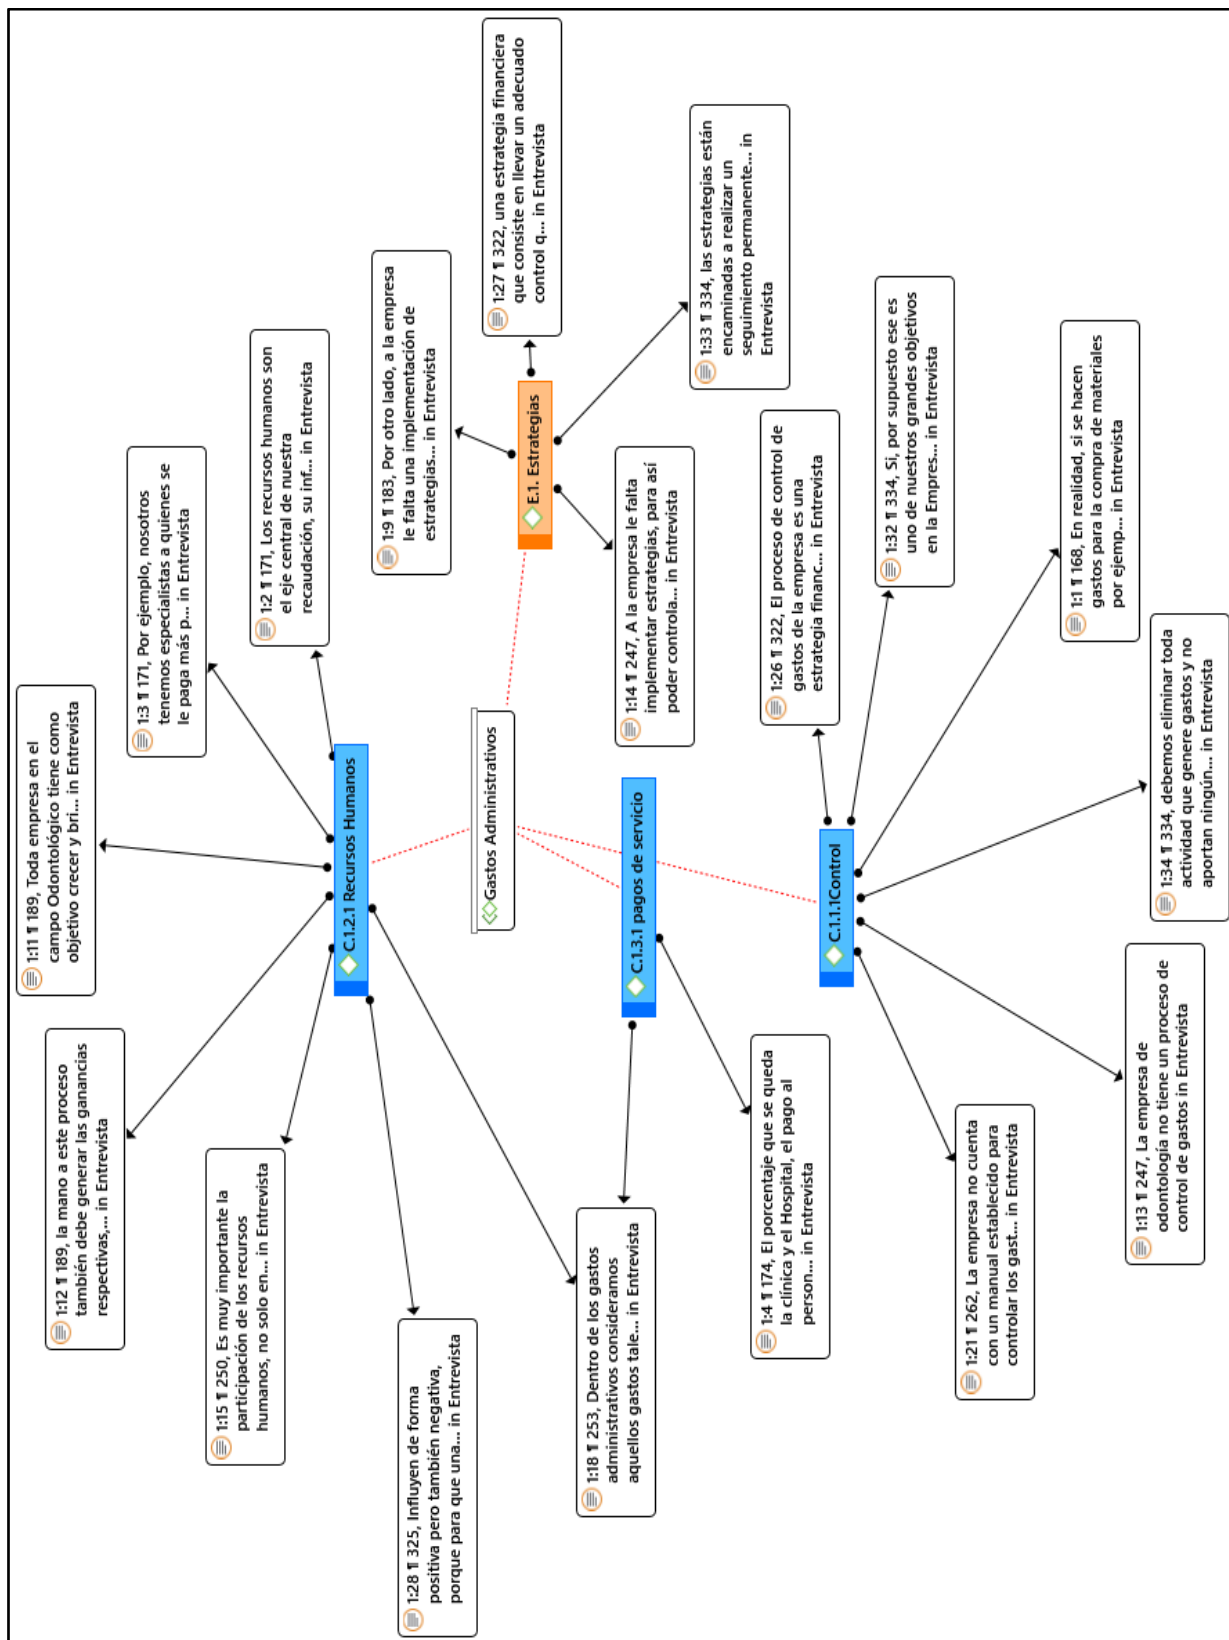 1:11 ¶ 189, Toda empresa en el
campo Odontológico tiene como
objetivo crecer y bri... in Entrevista
1:12 ¶ 189, la mano a este proceso
también debe generar las ganancias
respectivas,... in Entrevista
1:3 ¶ 171, Por ejemplo, nosotros
tenemos especialistas a quienes se
le paga más p... in Entrevista
1:2 ¶ 171, Los recursos humanos son
el eje central de nuestra
recaudación, su inf... in Entrevista
1:15 ¶ 250, Es muy importante la
participación de los recursos
humanos, no solo en... in Entrevista
C.1.2.1 Recursos Humanos
1:28 ¶ 325, Influyen de forma
positiva pero también negativa,
porque para que una... in Entrevista
1:9 ¶ 183, Por otro lado, a la empresa
le falta una implementación de
estrategias... in Entrevista
1:27 ¶ 322, una estrategia financiera
que consiste en llevar un adecuado
control q... in Entrevista
Gastos Administrativos
E.1. Estrategias
1:18 ¶ 253, Dentro de los gastos
administrativos consideramos
aquellos gastos tale... in Entrevista
C.1.3.1 pagos de servicio
1:14 ¶ 247, A la empresa le falta
implementar estrategias, para así
poder controla... in Entrevista
1:33 ¶ 334, las estrategias están
encaminadas a realizar un
seguimiento permanente... in
Entrevista
1:4 ¶ 174, El porcentaje que se queda
la clínica y el Hospital, el pago al
person... in Entrevista
1:26 ¶ 322, El proceso de control de
gastos de la empresa es una
estrategia financ... in Entrevista
C.1.1.1Control
1:32 ¶ 334, Si, por supuesto ese es
uno de nuestros grandes objetivos
en la Empres... in Entrevista
1:21 ¶ 262, La empresa no cuenta
con un manual establecido para
controlar los gast... in Entrevista
1:1 ¶ 168, En realidad, si se hacen
gastos para la compra de materiales
por ejemp... in Entrevista
1:13 ¶ 247, La empresa de
odontología no tiene un proceso de
control de gastos in Entrevista
1:34 ¶ 334, debemos eliminar toda
actividad que genere gastos y no
aportan ningún... in Entrevista